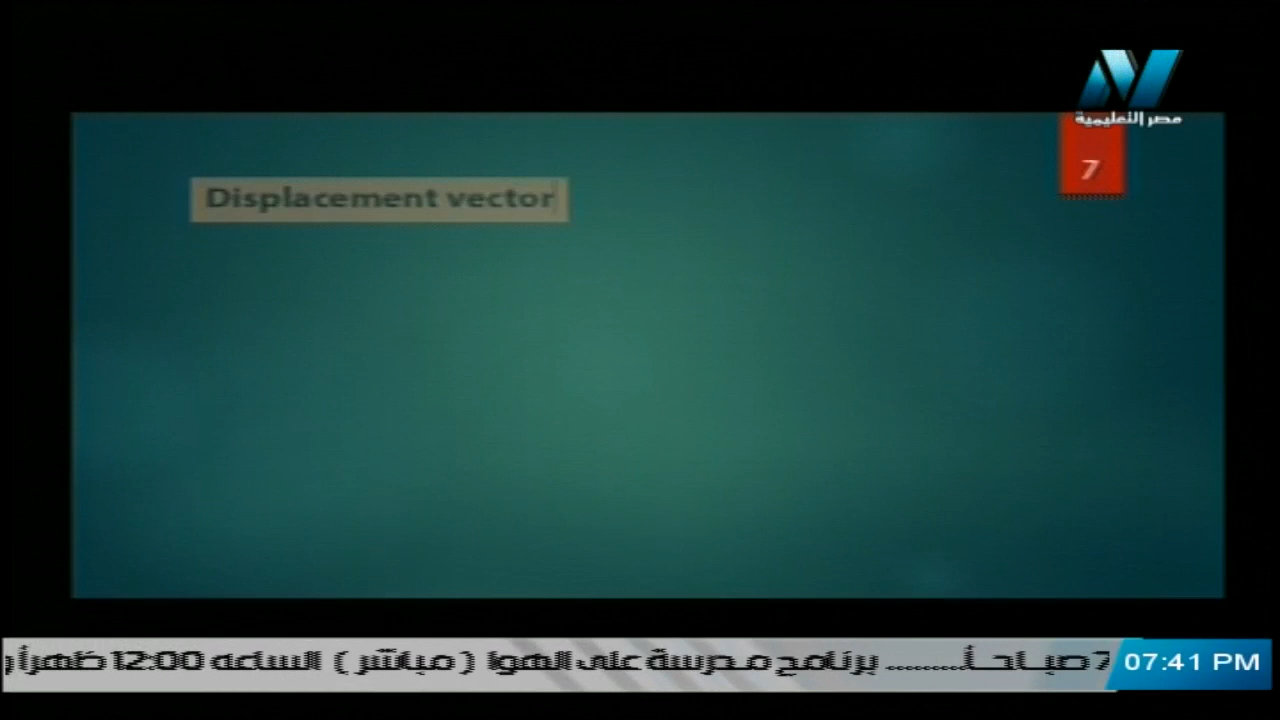 مصر التعليمية
7
Displacement vector
7 صباحاً......... برنامج مدرسة على الهوا ( مباشر ) الساعه 12:00 ظهراً و
07:41 PM